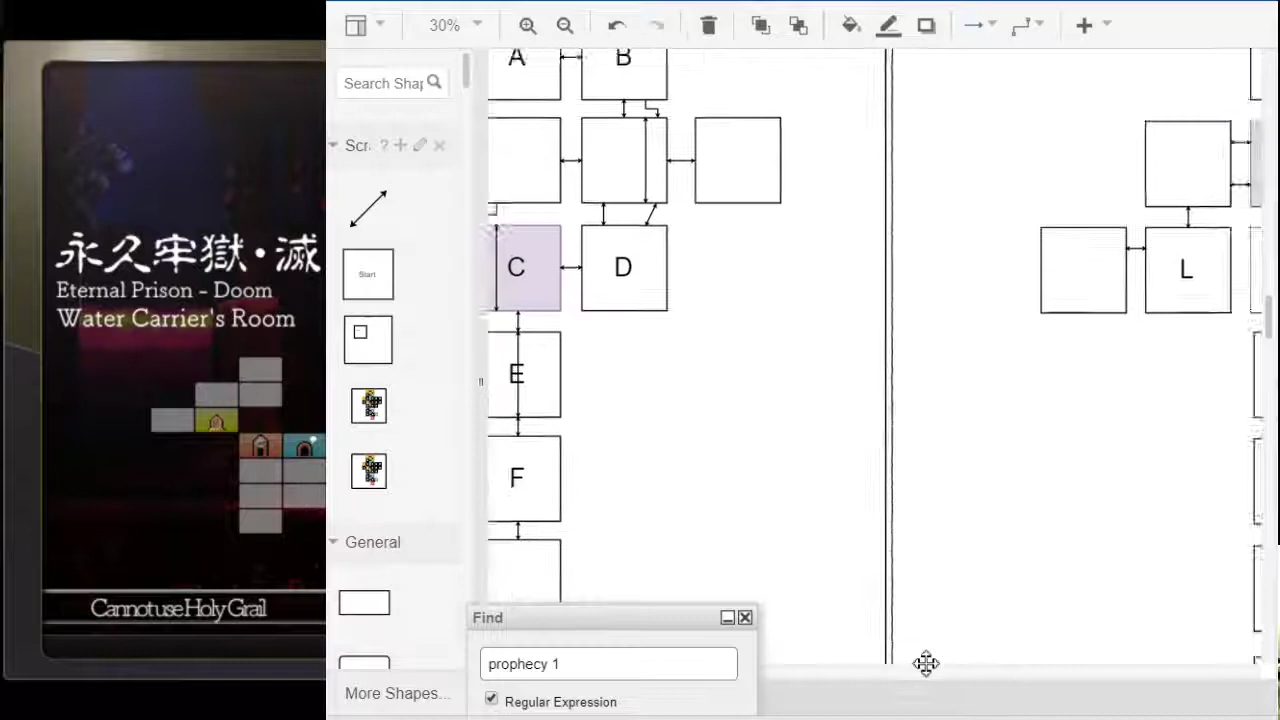 30%
A
B
Search Shap
Scr.
?
永久牢獄・滅
Eternal Prison - Doom
Water Carrier's Room
C
D
L
Start
E
F
General
Cannot use Holy Grail
Find
prophecy 1
More Shapes...
Regular Expression